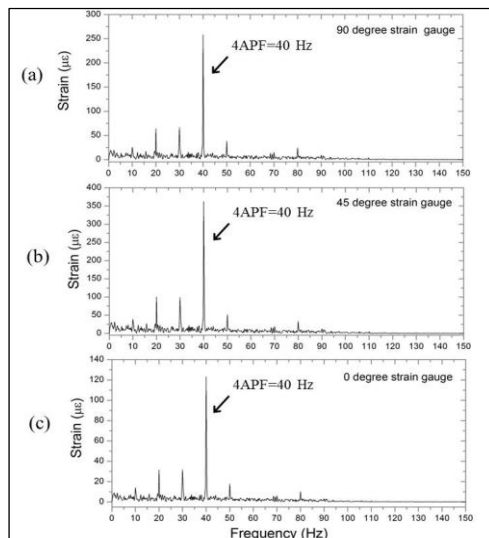 (a)
Strain (με)
300
250
200
150
100
50
0
90 degree strain gauge
4APF=40 Hz
0 10 20 30 40 50 60 70 80 90 100 110 120 130 140 150
(b)
Strain (με)
400
350
300
250
200
150
100
50
0
45 degree strain gauge
4APF=40 Hz
0 10 20 30 40 50 60 70 80 90 100 110 120 130 140 150
(c)
Strain (με)
140
120
100
80
60
40
20
0
0 degree strain gauge
4APF=40 Hz
0 10 20 30 40 50 60 70 80 90 100 110 120 130 140 150
Frequency (Hz)